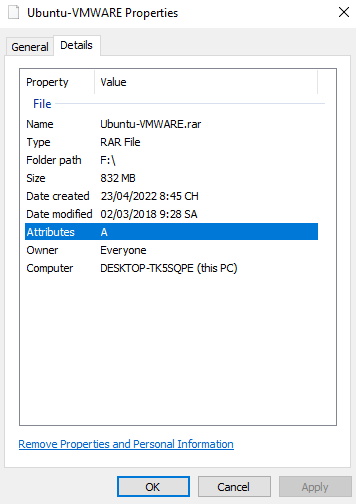 Ubuntu-VMWARE Properties
General Details
Property Value
File
Name Ubuntu-VMWARE.rar
Type RAR File
Folder path F:\
Size 832 MB
Date created 23/04/2022 8:45 CH
Date modified 02/03/2018 9:28 SA
Attributes A
Owner Everyone
Computer DESKTOP-TK5SQPE (this PC)
Remove Properties and Personal Information
OK Cancel Apply